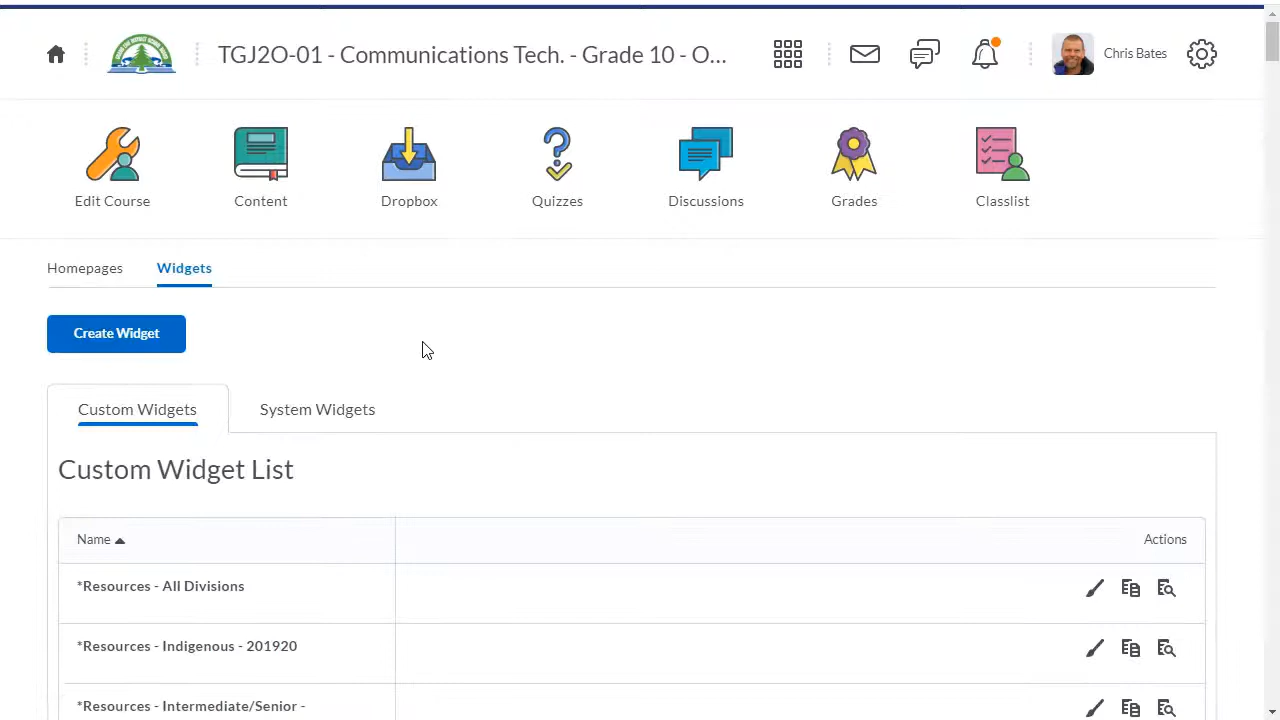 TGJ2O-01 - Communications Tech. - Grade 10 - O...
Chris Bates
Edit Course
Content
Dropbox
Quizzes
Discussions
Grades
Classlist
Homepages
Widgets
Create Widget
Custom Widgets
System Widgets
Custom Widget List
Name
Actions
*Resources - All Divisions
*Resources - Indigenous - 201920
*Resources - Intermediate/Senior -